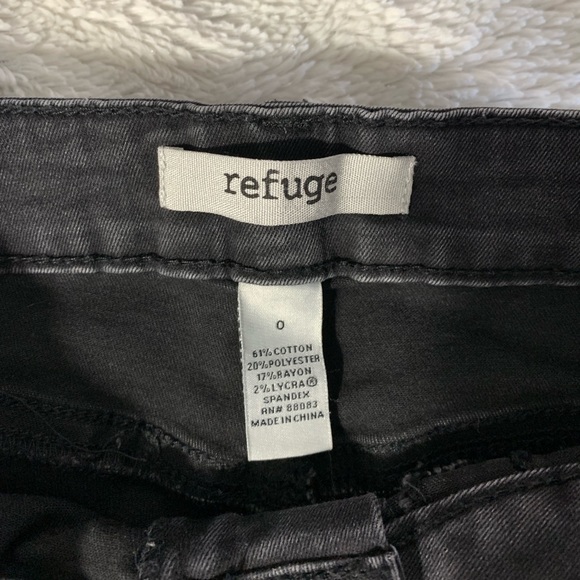 refuge
0
61% COTTON
20% POLYESTER
17% RAYON
2% LYCRA®
SPANDEX
RN# 88083
MADE IN CHINA